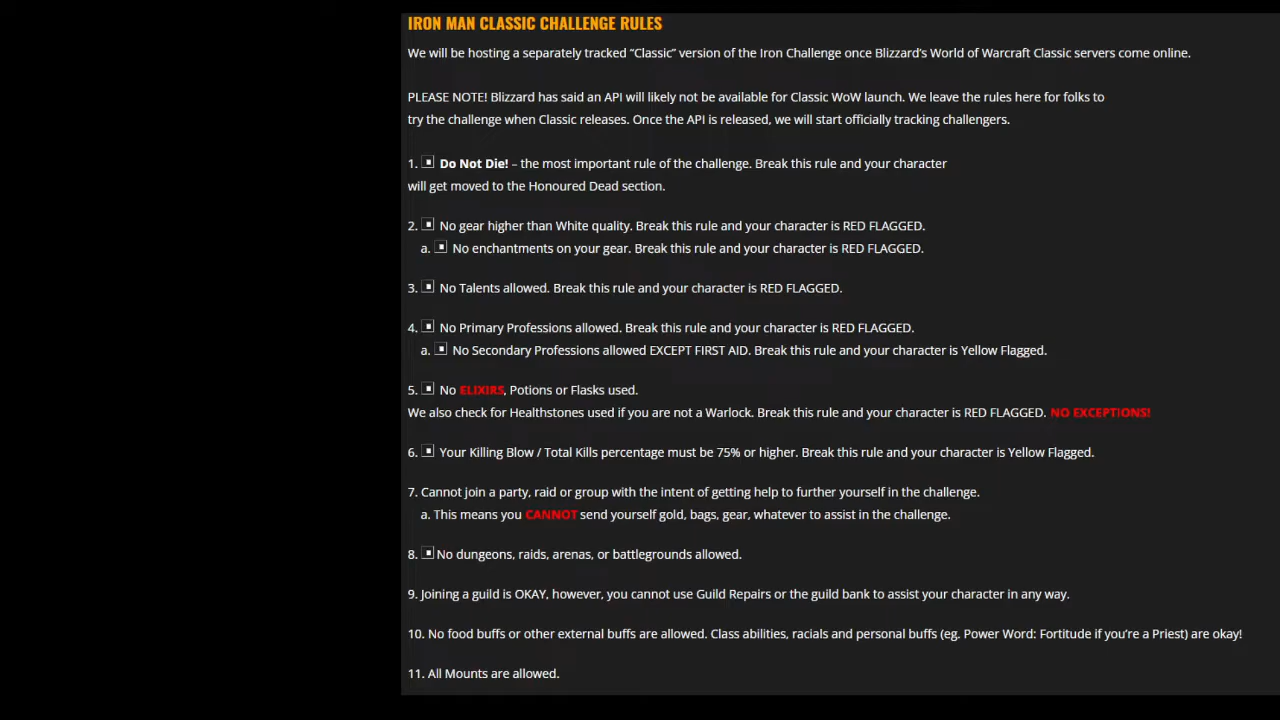 IRON MAN CLASSIC CHALLENGE RULES
We will be hosting a separately tracked "Classic" version of the Iron Challenge once Blizzard's World of Warcraft Classic servers come online.
PLEASE NOTE! Blizzard has said an API will likely not be available for Classic WoW launch. We leave the rules here for folks to
try the challenge when Classic releases. Once the API is released, we will start officially tracking challengers.
1. Do Not Die! – the most important rule of the challenge. Break this rule and your character
will get moved to the Honoured Dead section.
2. No gear higher than White quality. Break this rule and your character is RED FLAGGED.
a. No enchantments on your gear. Break this rule and your character is RED FLAGGED.
3. No Talents allowed. Break this rule and your character is RED FLAGGED.
4. No Primary Professions allowed. Break this rule and your character is RED FLAGGED.
a. No Secondary Professions allowed EXCEPT FIRST AID. Break this rule and your character is Yellow Flagged.
5. No ELIXIRS, Potions or Flasks used.
We also check for Healthstones used if you are not a Warlock. Break this rule and your character is RED FLAGGED. NO EXCEPTIONS!
6. Your Killing Blow / Total Kills percentage must be 75% or higher. Break this rule and your character is Yellow Flagged.
7. Cannot join a party, raid or group with the intent of getting help to further yourself in the challenge.
a. This means you CANNOT send yourself gold, bags, gear, whatever to assist in the challenge.
8. No dungeons, raids, arenas, or battlegrounds allowed.
9. Joining a guild is OKAY, however, you cannot use Guild Repairs or the guild bank to assist your character in any way.
10. No food buffs or other external buffs are allowed. Class abilities, racials and personal buffs (eg. Power Word: Fortitude if you're a Priest) are okay!
11. All Mounts are allowed.